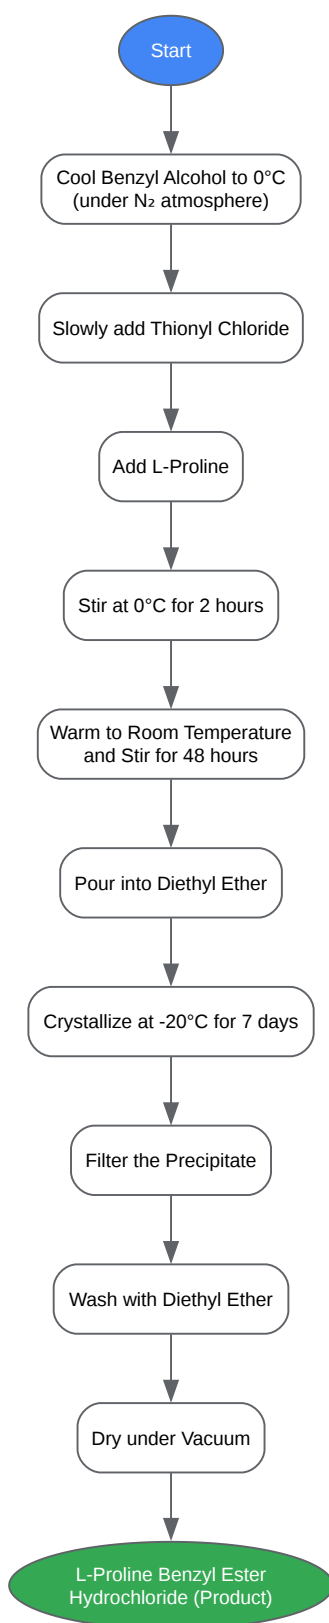 Start
Cool Benzyl Alcohol to 0°C
(under N₂ atmosphere)
Slowly add Thionyl Chloride
Add L-Proline
Stir at 0°C for 2 hours
Warm to Room Temperature
and Stir for 48 hours
Pour into Diethyl Ether
Crystallize at -20°C for 7 days
Filter the Precipitate
Wash with Diethyl Ether
Dry under Vacuum
L-Proline Benzyl Ester
Hydrochloride (Product)